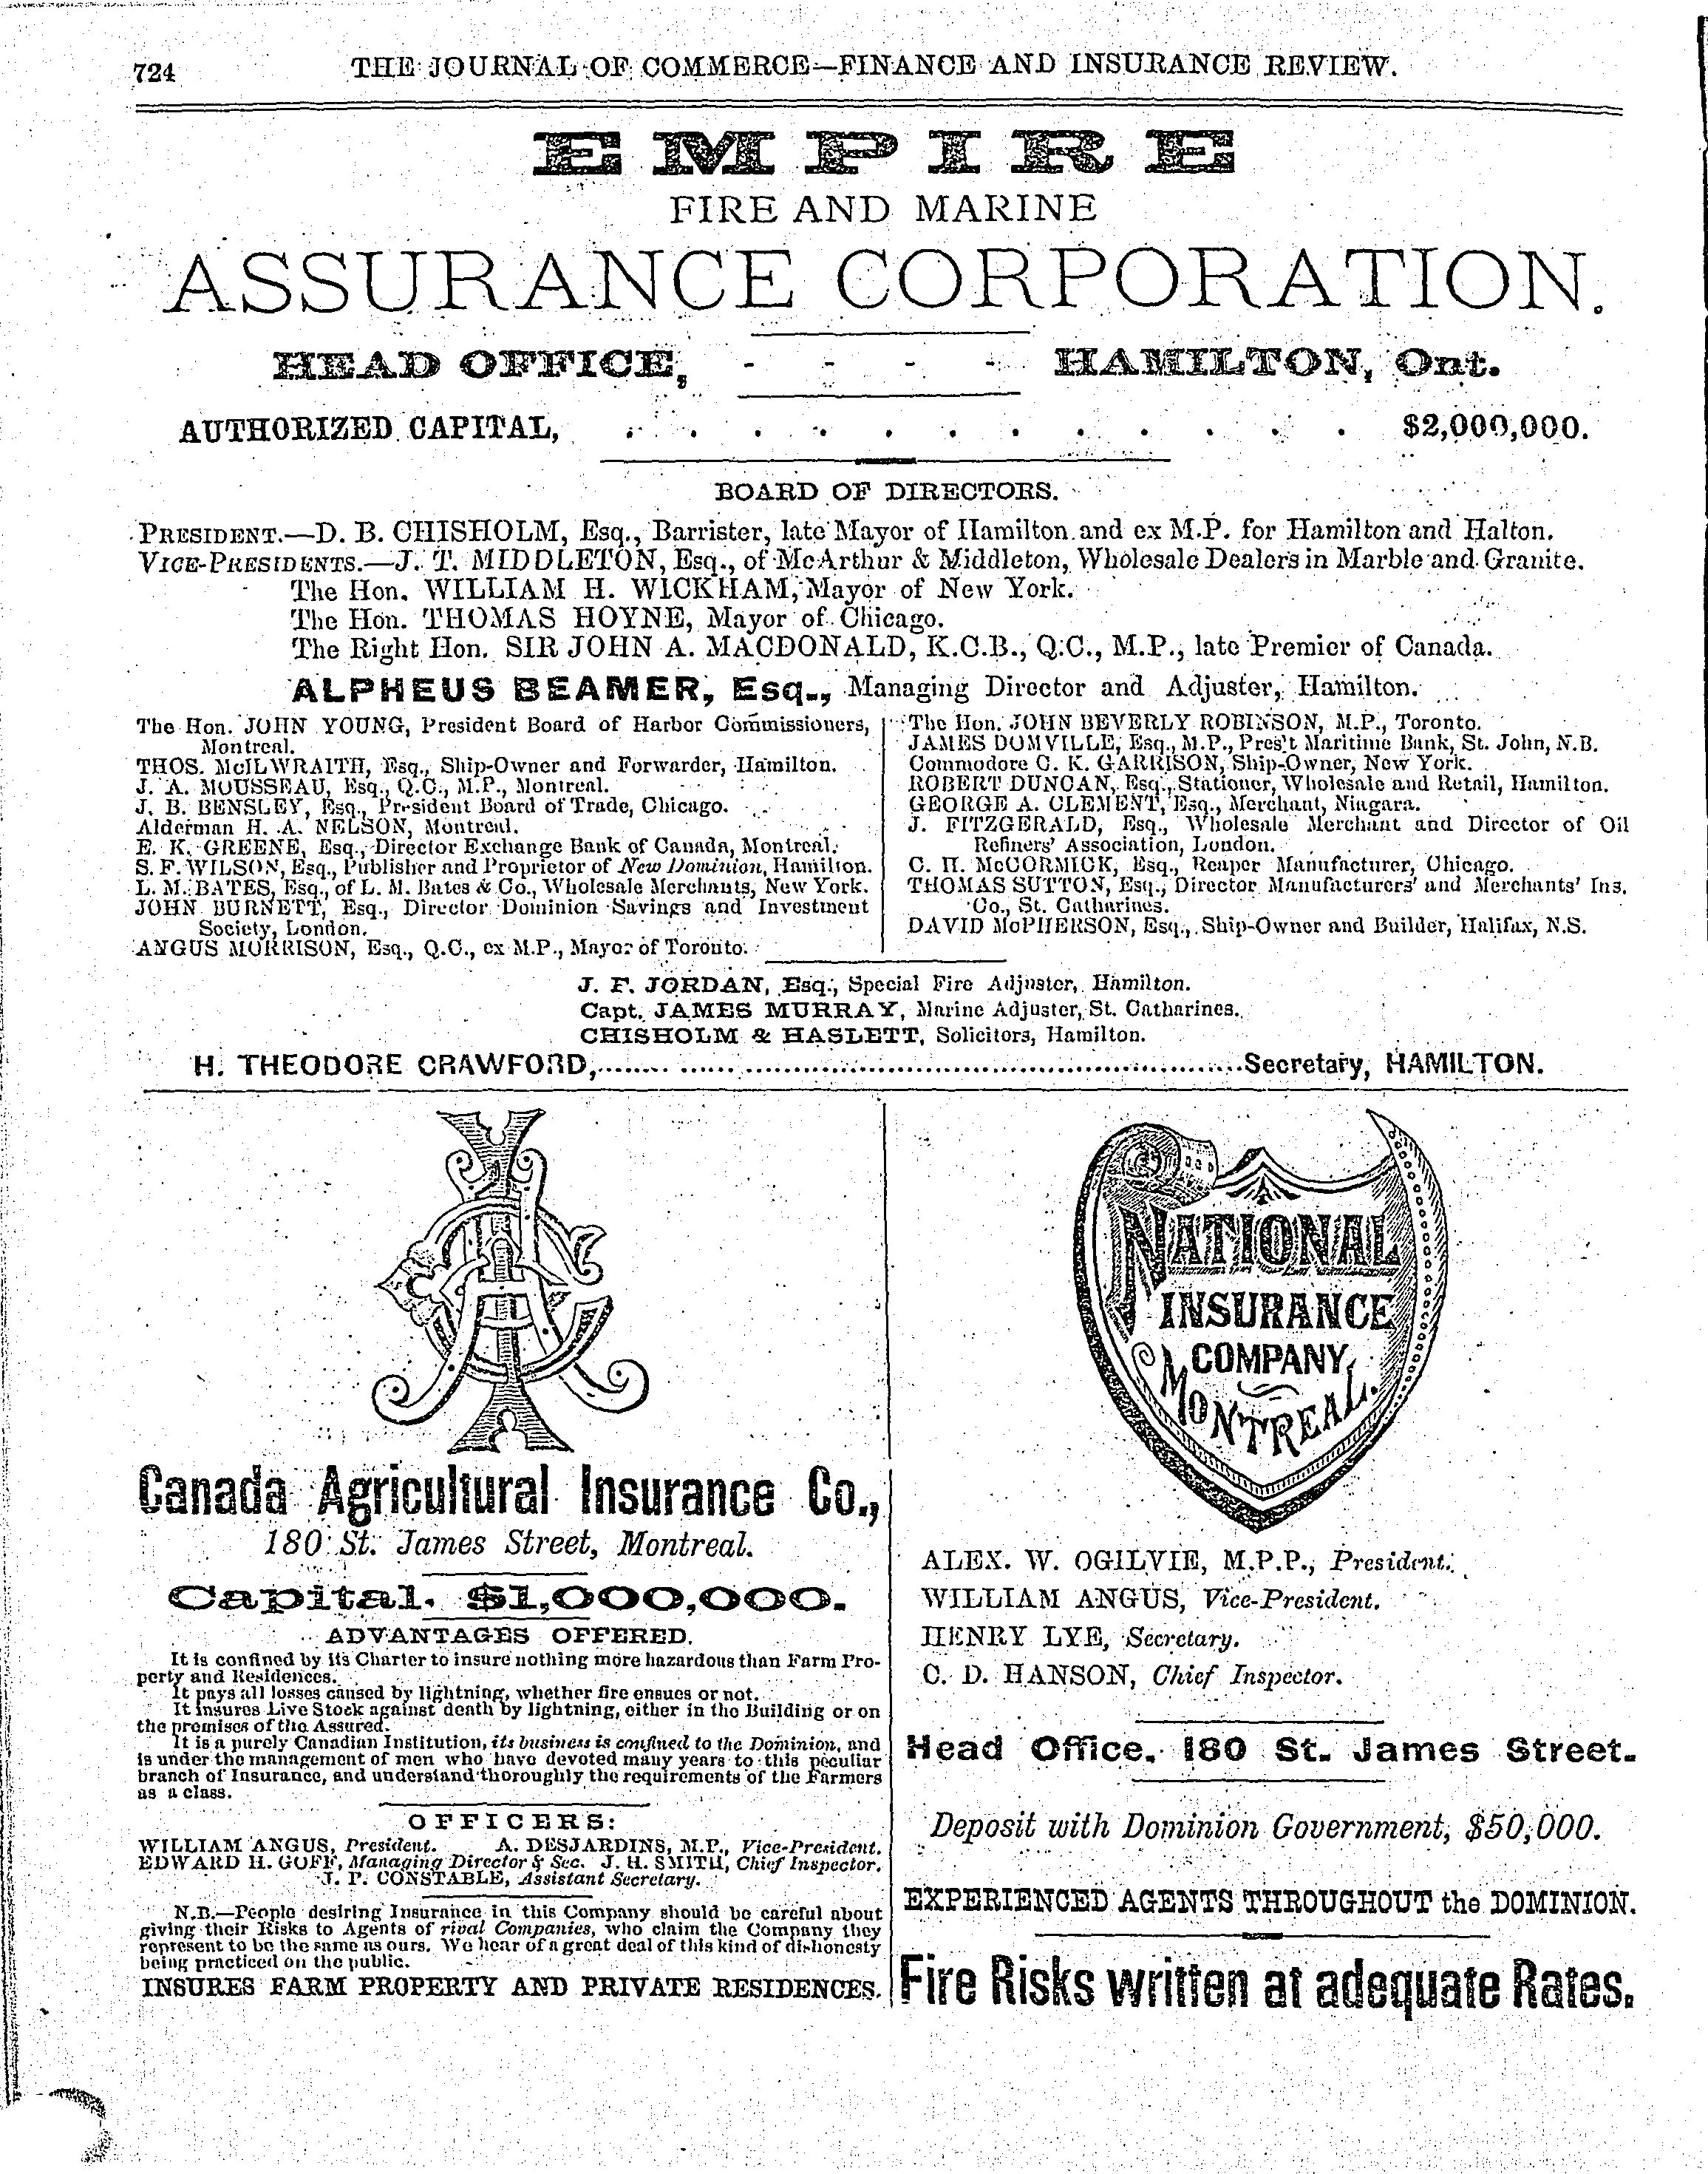 724 THE JOURNAL OF COMMERCE—FINANCE AND INSURANCE REVIEW.
EMPIRE
FIRE AND MARINE
ASSURANCE CORPORATION.
HEAD OFFICE, - - - - HAMILTON, Ont.
AUTHORIZED CAPITAL, . . . . . . . . . . . . $2,000,000.
BOARD OF DIRECTORS.
PRESIDENT.—D. B. CHISHOLM, Esq., Barrister, late Mayor of Hamilton and ex M.P. for Hamilton and Halton.
VICE-PRESIDENTS.—J. T. MIDDLETON, Esq., of McArthur & Middleton, Wholesale Dealers in Marble and Granite.
The Hon. WILLIAM H. WICKHAM, Mayor of New York.
The Hon. THOMAS HOYNE, Mayor of Chicago.
The Right Hon. SIR JOHN A. MACDONALD, K.C.B., Q.C., M.P., late Premier of Canada.
ALPHEUS BEAMER, Esq., Managing Director and Adjuster, Hamilton.
The Hon. JOHN YOUNG, President Board of Harbor Commissioners,
Montreal.
THOS. McILWRAITH, Esq., Ship-Owner and Forwarder, Hamilton.
J. A. MOUSSEAU, Esq., Q.C., M.P., Montreal.
J. B. BENSLEY, Esq., President Board of Trade, Chicago.
Alderman H. A. NELSON, Montreal.
E. K. GREENE, Esq., Director Exchange Bank of Canada, Montreal.
S. F. WILSON, Esq., Publisher and Proprietor of New Dominion, Hamilton.
L. M. BATES, Esq., of L. M. Bates & Co., Wholesale Merchants, New York.
JOHN BURNETT, Esq., Director Dominion Savings and Investment
Society, London.
ANGUS MORRISON, Esq., Q.C., ex M.P., Mayor of Toronto.
The Hon. JOHN BEVERLY ROBINSON, M.P., Toronto.
JAMES DOMVILLE, Esq., M.P., Pres't Maritime Bank, St. John, N.B.
Commodore C. K. GARRISON, Ship-Owner, New York.
ROBERT DUNCAN, Esq., Stationer, Wholesale and Retail, Hamilton.
GEORGE A. CLEMENT, Esq., Merchant, Niagara.
J. FITZGERALD, Esq., Wholesale Merchant and Director of Oil
Refiners' Association, London.
C. H. McCORMICK, Esq., Reaper Manufacturer, Chicago.
THOMAS SUTTON, Esq., Director Manufacturers' and Merchants' Ins.
Co., St. Catharines.
DAVID McPHERSON, Esq., Ship-Owner and Builder, Halifax, N.S.
J. F. JORDAN, Esq., Special Fire Adjuster, Hamilton.
Capt. JAMES MURRAY, Marine Adjuster, St. Catharines.
CHISHOLM & HASLETT, Solicitors, Hamilton.
H. THEODORE CRAWFORD,..........Secretary, HAMILTON.
Canada Agricultural Insurance Co.,
180 St. James Street, Montreal.
Capital, $1,000,000.
ADVANTAGES OFFERED.
It is confined by its Charter to insure nothing more hazardous than Farm Pro-
perty and Residences.
It pays all losses caused by lightning, whether fire ensues or not.
It insures Live Stock against death by lightning, either in the Building or on
the premises of the Assured.
It is a purely Canadian Institution, its business is confined to the Dominion, and
is under the management of men who have devoted many years to this peculiar
branch of Insurance, and understand thoroughly the requirements of the Farmers
as a class.
OFFICERS:
WILLIAM ANGUS, President. A. DESJARDINS, M.P., Vice-President.
EDWARD H. GOFF, Managing Director & Sec. J. H. SMITH, Chief Inspector.
J. P. CONSTABLE, Assistant Secretary.
N.B.—People desiring Insurance in this Company should be careful about
giving their Risks to Agents of rival Companies, who claim the Company they
represent to be the same as ours. We hear of a great deal of this kind of dishonesty
being practiced on the public.
INSURES FARM PROPERTY AND PRIVATE RESIDENCES.
NATIONAL
INSURANCE
COMPANY,
MONTREAL.
ALEX. W. OGILVIE, M.P.P., President.
WILLIAM ANGUS, Vice-President.
HENRY LYE, Secretary.
C. D. HANSON, Chief Inspector.
Head Office, 180 St. James Street.
Deposit with Dominion Government, $50,000.
EXPERIENCED AGENTS THROUGHOUT the DOMINION.
Fire Risks written at adequate Rates.